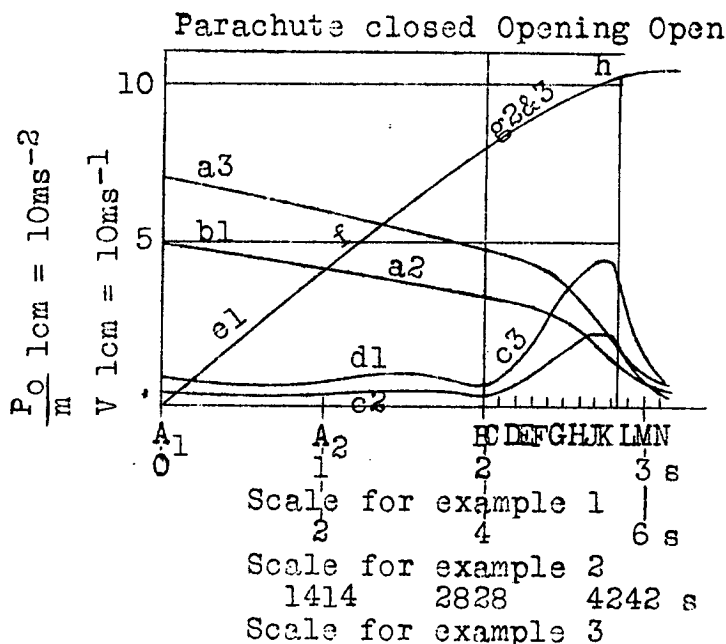 Parachute closed Opening Open
10
h
g2&3
a3
b1
5
f
a2
e1
c3
d1
c2
P_o/m 1cm = 10ms⁻²
V 1cm = 10ms⁻¹
A₁ A₂ B C D E F G H J K L M N
0 1 2 3 s
Scale for example 1
2 4 6 s
Scale for example 2
1414 2828 4242 s
Scale for example 3